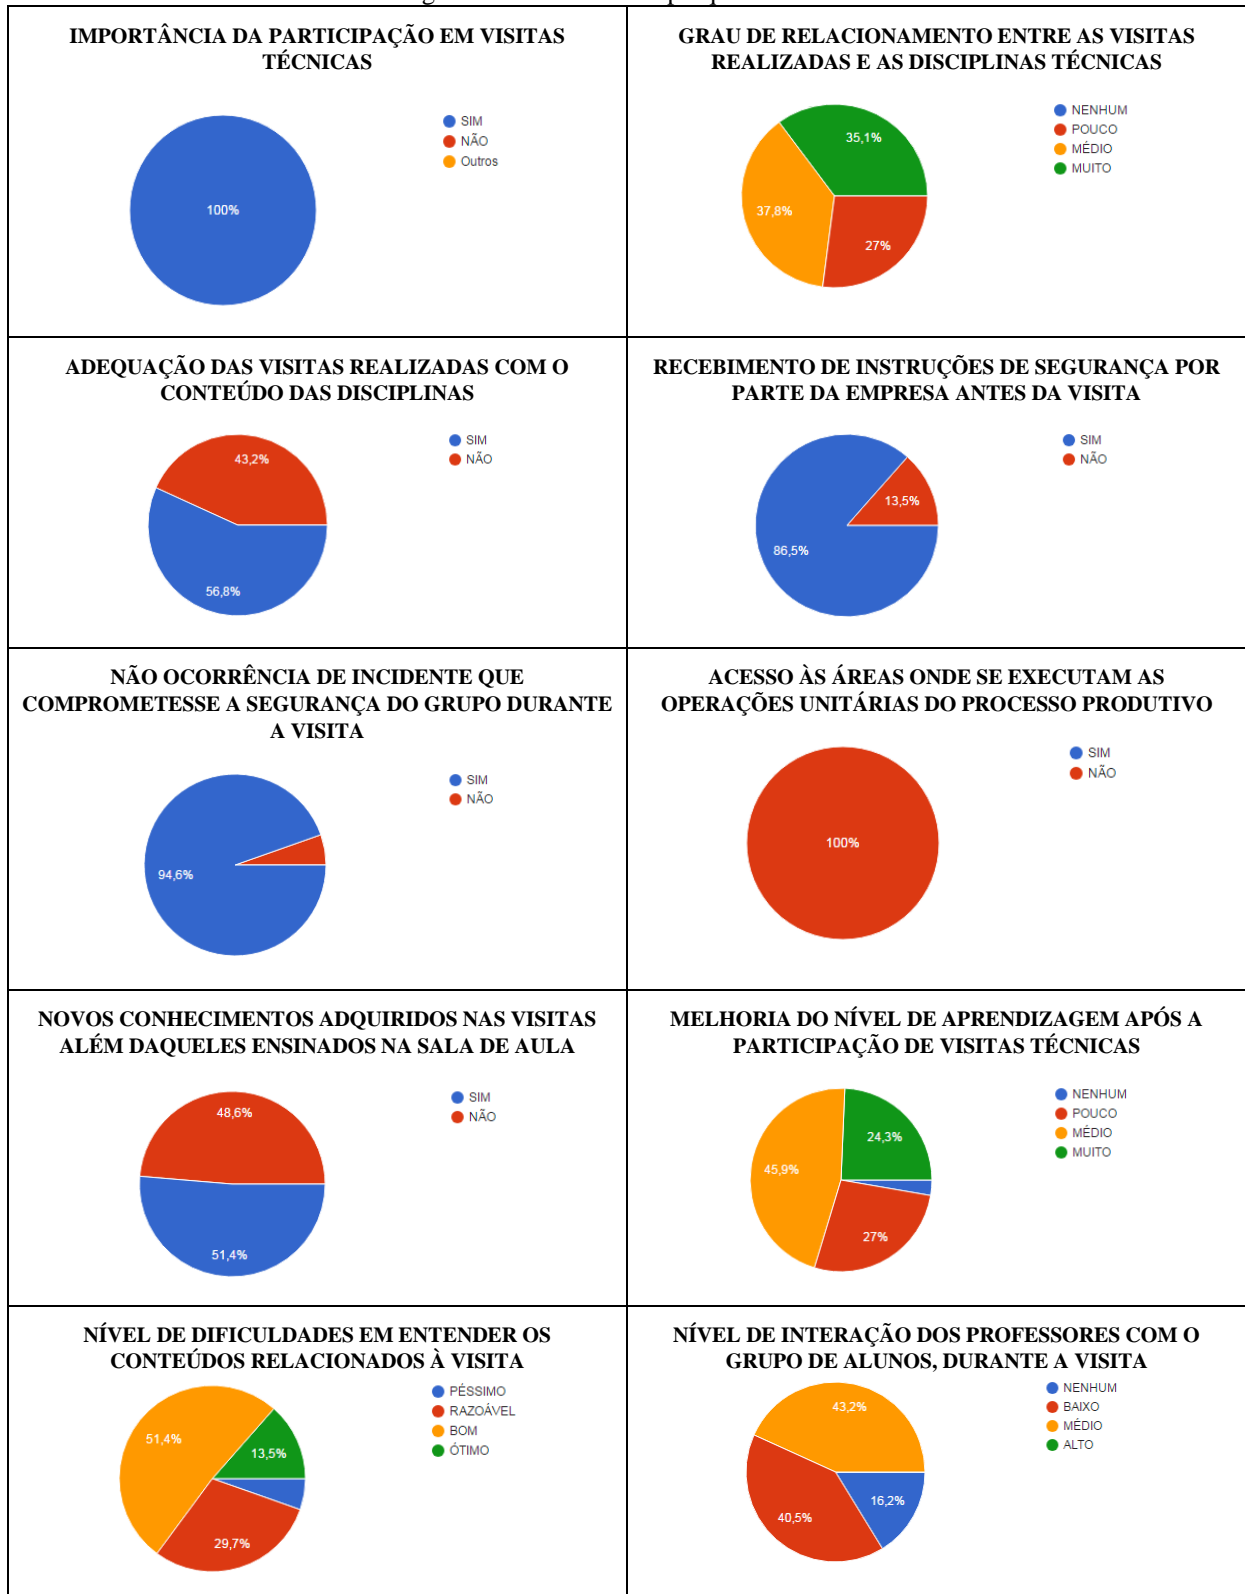 IMPORTÂNCIA DA PARTICIPAÇÃO EM VISITAS
TÉCNICAS
SIM
NÃO
Outros
100%
GRAU DE RELACIONAMENTO ENTRE AS VISITAS
REALIZADAS E AS DISCIPLINAS TÉCNICAS
NENHUM
POUCO
MÉDIO
MUITO
35,1%
37,8%
27%
ADEQUAÇÃO DAS VISITAS REALIZADAS COM O
CONTEÚDO DAS DISCIPLINAS
SIM
NÃO
43,2%
56,8%
RECEBIMENTO DE INSTRUÇÕES DE SEGURANÇA POR
PARTE DA EMPRESA ANTES DA VISITA
SIM
NÃO
13,5%
86,5%
NÃO OCORRÊNCIA DE INCIDENTE QUE
COMPROMETESSE A SEGURANÇA DO GRUPO DURANTE
A VISITA
SIM
NÃO
94,6%
ACESSO ÀS ÁREAS ONDE SE EXECUTAM AS
OPERAÇÕES UNITÁRIAS DO PROCESSO PRODUTIVO
SIM
NÃO
100%
NOVOS CONHECIMENTOS ADQUIRIDOS NAS VISITAS
ALÉM DAQUELES ENSINADOS NA SALA DE AULA
SIM
NÃO
48,6%
51,4%
MELHORIA DO NÍVEL DE APRENDIZAGEM APÓS A
PARTICIPAÇÃO DE VISITAS TÉCNICAS
NENHUM
POUCO
MÉDIO
MUITO
24,3%
45,9%
27%
NÍVEL DE DIFICULDADES EM ENTENDER OS
CONTEÚDOS RELACIONADOS À VISITA
PÉSSIMO
RAZOÁVEL
BOM
ÓTIMO
51,4%
13,5%
29,7%
NÍVEL DE INTERAÇÃO DOS PROFESSORES COM O
GRUPO DE ALUNOS, DURANTE A VISITA
NENHUM
BAIXO
MÉDIO
ALTO
43,2%
16,2%
40,5%